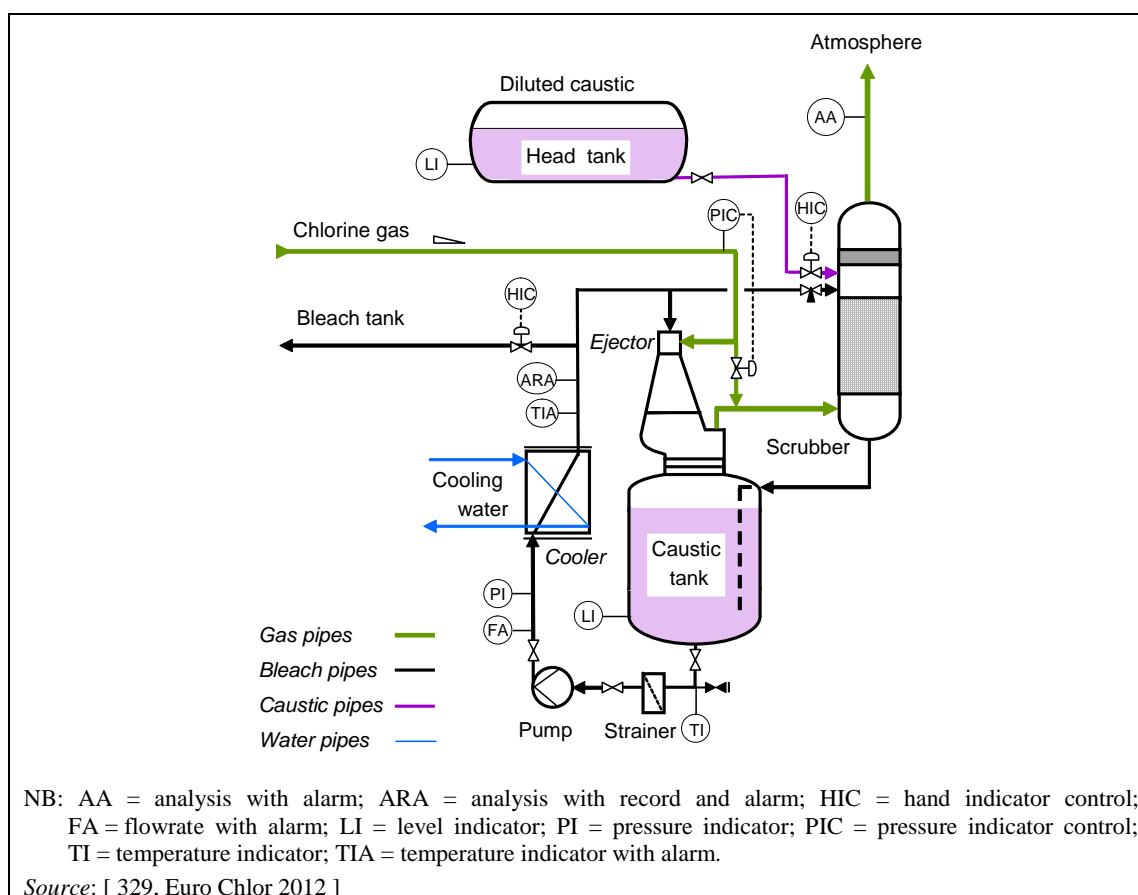 Atmosphere
Diluted caustic
AA
Head tank
LI
PIC
HIC
Chlorine gas
HIC
Bleach tank
Ejector
ARA
TIA
Scrubber
Cooling
water
Caustic
tank
Cooler
PI
LI
FA
Gas pipes
Bleach pipes
Caustic pipes
Water pipes
Pump
Strainer
TI
NB: AA = analysis with alarm; ARA = analysis with record and alarm; HIC = hand indicator control;
FA = flowrate with alarm; LI = level indicator; PI = pressure indicator; PIC = pressure indicator control;
TI = temperature indicator; TIA = temperature indicator with alarm.
Source: [ 329, Euro Chlor 2012 ]